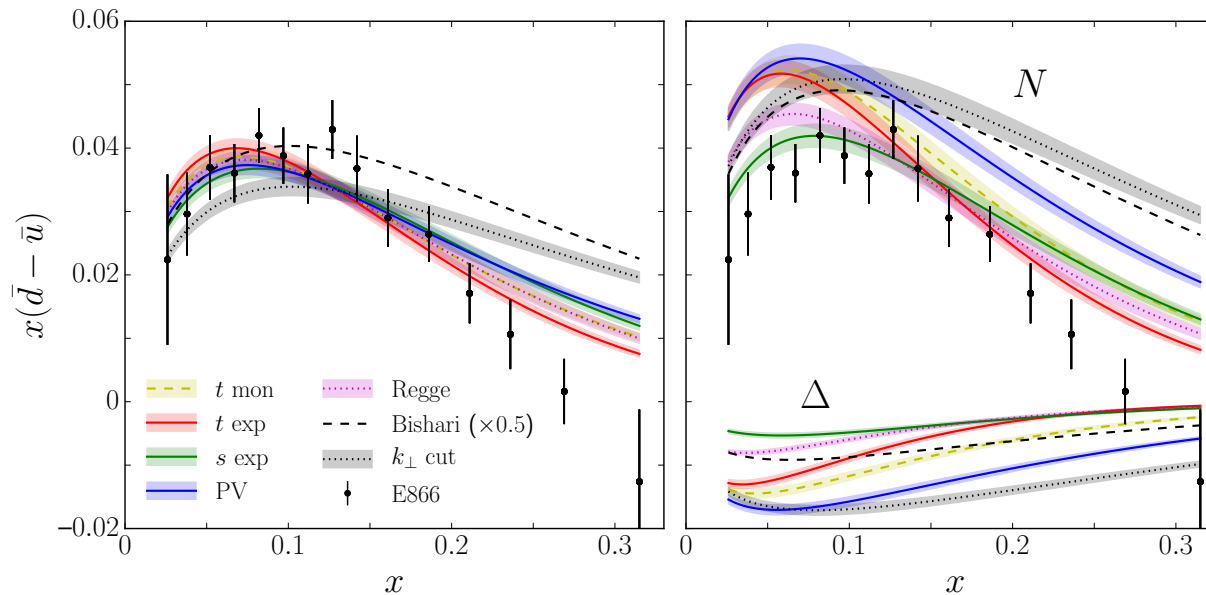 0.06
0.04
0.02
0
−0.02
x(d̄ − ū)
t mon
t exp
s exp
PV
Regge
Bishari (×0.5)
k⊥ cut
E866
0 0.1 0.2 0.3
x
N
Δ
0 0.1 0.2 0.3
x